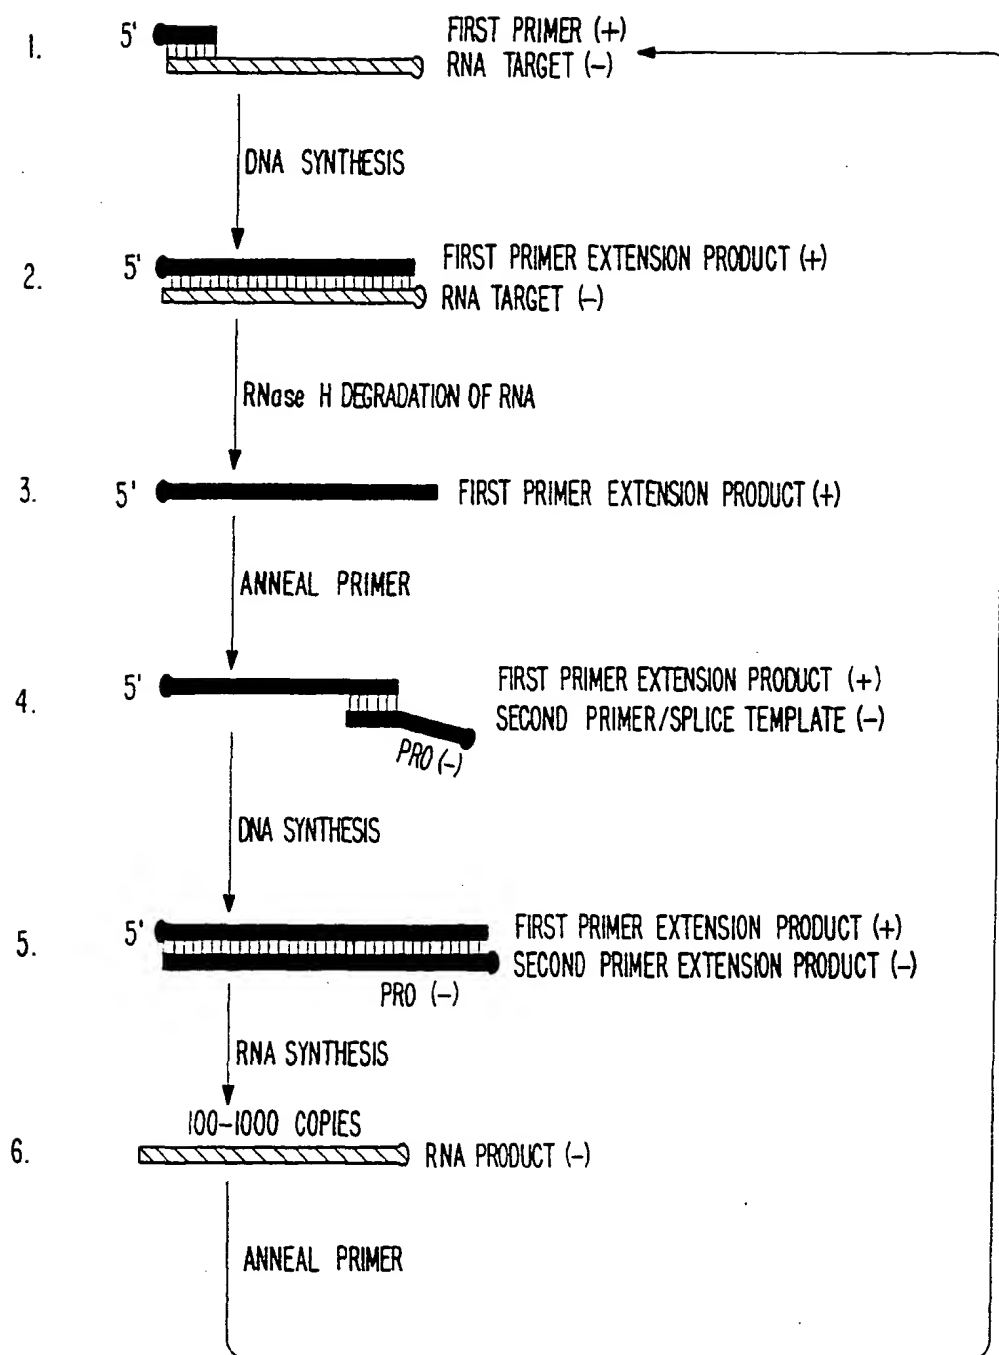 1.
5'
FIRST PRIMER (+)
RNA TARGET (-)
DNA SYNTHESIS
2.
5'
FIRST PRIMER EXTENSION PRODUCT (+)
RNA TARGET (-)
RNase H DEGRADATION OF RNA
3.
5'
FIRST PRIMER EXTENSION PRODUCT (+)
ANNEAL PRIMER
4.
5'
FIRST PRIMER EXTENSION PRODUCT (+)
SECOND PRIMER/SPLICE TEMPLATE (-)
PRO (-)
DNA SYNTHESIS
5.
5'
FIRST PRIMER EXTENSION PRODUCT (+)
SECOND PRIMER EXTENSION PRODUCT (-)
PRO (-)
RNA SYNTHESIS
100-1000 COPIES
6.
RNA PRODUCT (-)
ANNEAL PRIMER